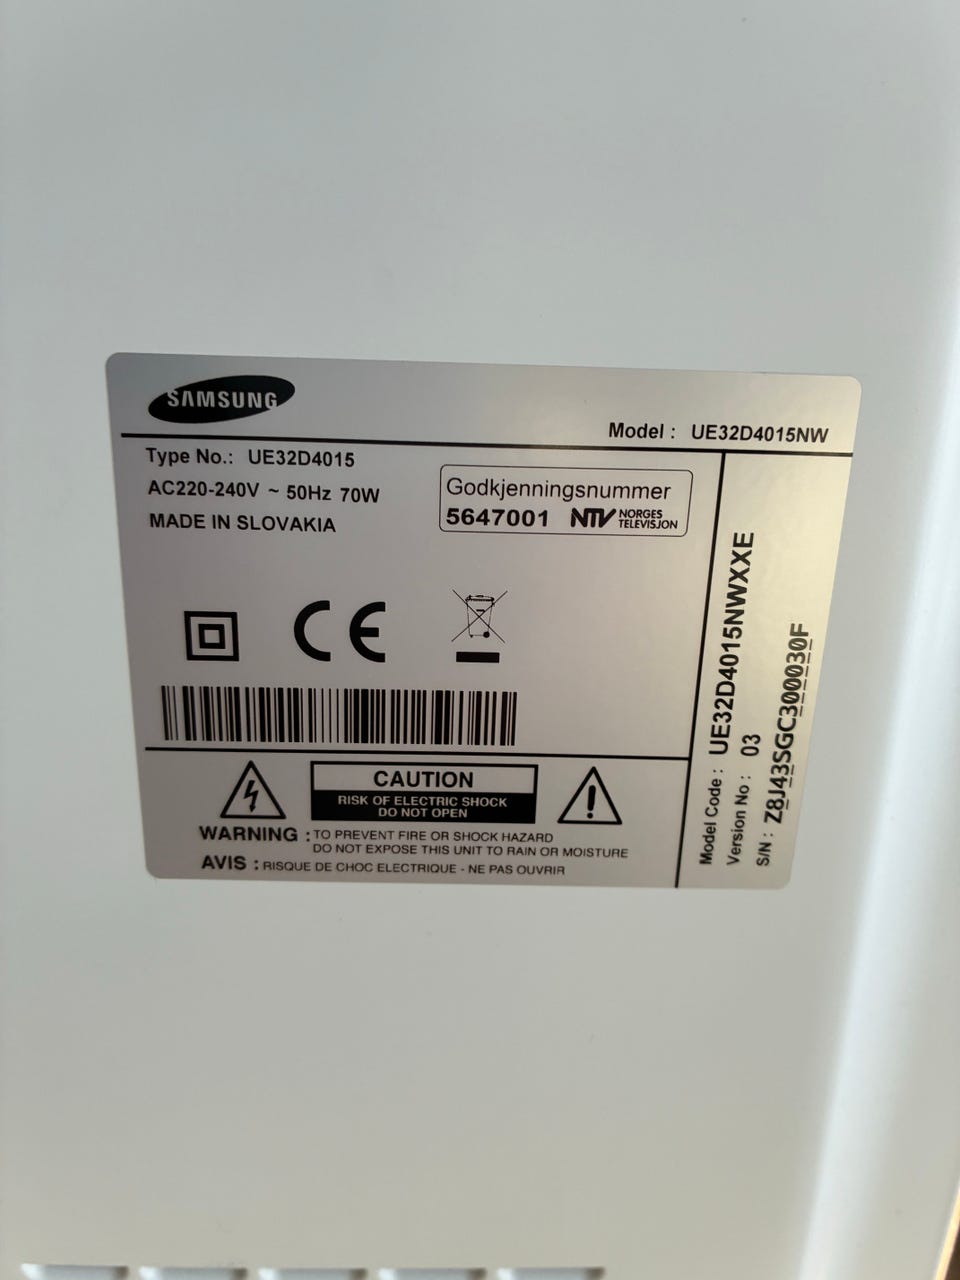 SAMSUNG
Model : UE32D4015NW
Type No.: UE32D4015
AC220-240V ~ 50Hz 70W
MADE IN SLOVAKIA
Godkjenningsnummer
5647001 NTV NORGES TELEVISJON
CE
CAUTION
RISK OF ELECTRIC SHOCK
DO NOT OPEN
WARNING : TO PREVENT FIRE OR SHOCK HAZARD
DO NOT EXPOSE THIS UNIT TO RAIN OR MOISTURE
AVIS : RISQUE DE CHOC ELECTRIQUE - NE PAS OUVRIR
Model Code : UE32D4015NWXXE
Version No : 03
S/N : Z8J43SGC300030F